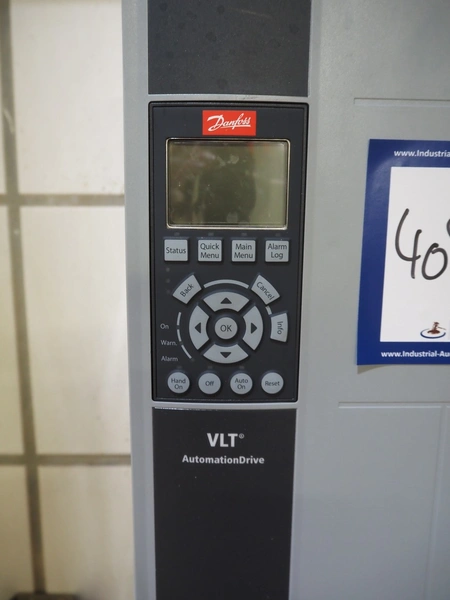 Danfoss
Status
Quick Menu
Main Menu
Alarm Log
Back
Cancel
Info
OK
On
Warn.
Alarm
Hand On
Off
Auto On
Reset
VLT®
AutomationDrive
www.Industrial-
40
www.Industrial-Au